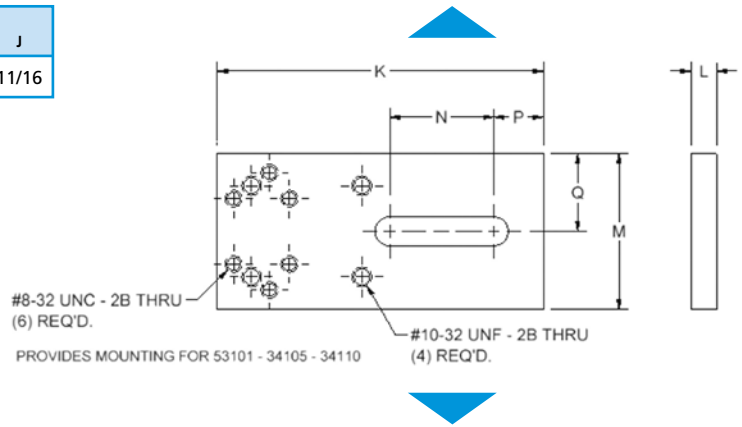 J
11/16
K
L
N
P
Q
M
#8-32 UNC - 2B THRU
(6) REQ'D.
#10-32 UNF - 2B THRU
(4) REQ'D.
PROVIDES MOUNTING FOR 53101 - 34105 - 34110